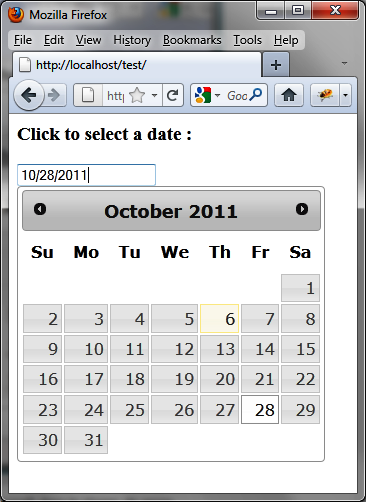 Mozilla Firefox
File Edit View History Bookmarks Tools Help
http://localhost/test/
Click to select a date :
10/28/2011
October 2011
Su Mo Tu We Th Fr Sa
1
2 3 4 5 6 7 8
9 10 11 12 13 14 15
16 17 18 19 20 21 22
23 24 25 26 27 28 29
30 31